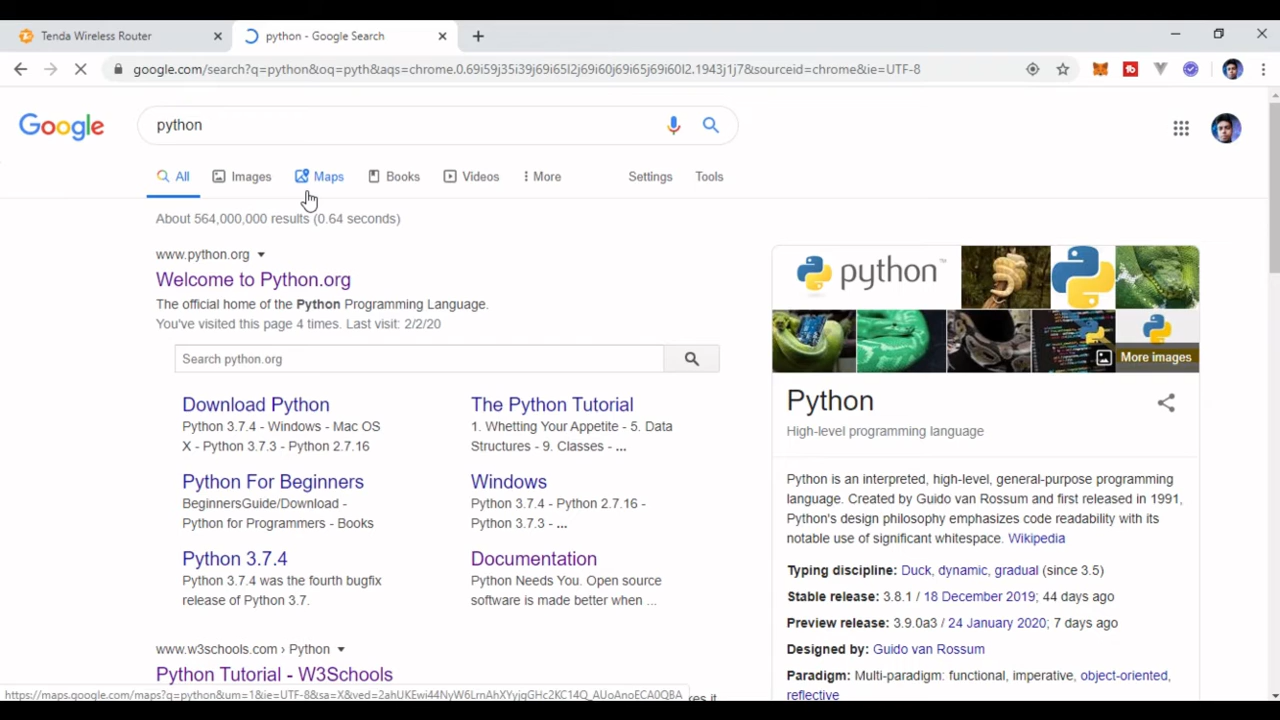 Tenda Wireless Router
python - Google Search
google.com/search?q=python&oq=pyth&aqs=chrome.0.69i59j35i39j69i65l2j69i60j69i65j69i60l2.1943j1j7&sourceid=chrome&ie=UTF-8
Google
python
All Images Maps Books Videos More Settings Tools
About 564,000,000 results (0.64 seconds)
www.python.org
Welcome to Python.org
The official home of the Python Programming Language.
You've visited this page 4 times. Last visit: 2/2/20
Search python.org
Download Python
Python 3.7.4 - Windows - Mac OS
X - Python 3.7.3 - Python 2.7.16
The Python Tutorial
1. Whetting Your Appetite - 5. Data
Structures - 9. Classes - ...
Python For Beginners
BeginnersGuide/Download -
Python for Programmers - Books
Windows
Python 3.7.4 - Python 2.7.16 -
Python 3.7.3 - ...
Python 3.7.4
Python 3.7.4 was the fourth bugfix
release of Python 3.7.
Documentation
Python Needs You. Open source
software is made better when ...
www.w3schools.com › Python
Python Tutorial - W3Schools
python
More images
Python
High-level programming language
Python is an interpreted, high-level, general-purpose programming
language. Created by Guido van Rossum and first released in 1991,
Python's design philosophy emphasizes code readability with its
notable use of significant whitespace. Wikipedia
Typing discipline: Duck, dynamic, gradual (since 3.5)
Stable release: 3.8.1 / 18 December 2019; 44 days ago
Preview release: 3.9.0a3 / 24 January 2020; 7 days ago
Designed by: Guido van Rossum
Paradigm: Multi-paradigm: functional, imperative, object-oriented,
reflective